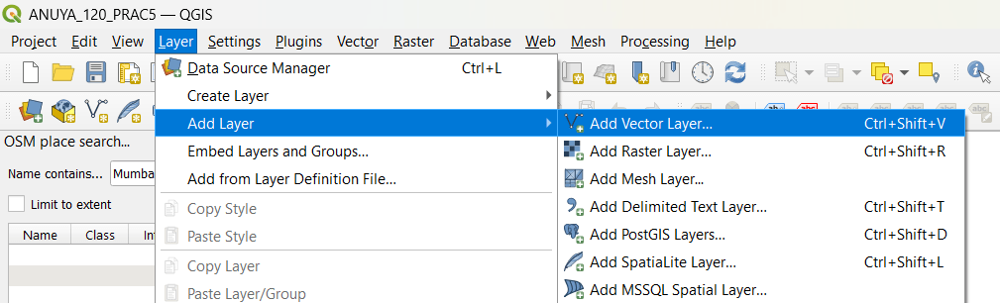 ANUYA_120_PRAC5 — QGIS
Project Edit View Layer Settings Plugins Vector Raster Database Web Mesh Processing Help
Data Source Manager Ctrl+L
Create Layer
Add Layer
Embed Layers and Groups...
Add from Layer Definition File...
Copy Style
Paste Style
Copy Layer
Paste Layer/Group
Add Vector Layer... Ctrl+Shift+V
Add Raster Layer... Ctrl+Shift+R
Add Mesh Layer...
Add Delimited Text Layer... Ctrl+Shift+T
Add PostGIS Layers... Ctrl+Shift+D
Add SpatiaLite Layer... Ctrl+Shift+L
Add MSSQL Spatial Layer...
OSM place search...
Name contains... Mumba
Limit to extent
Name Class Int